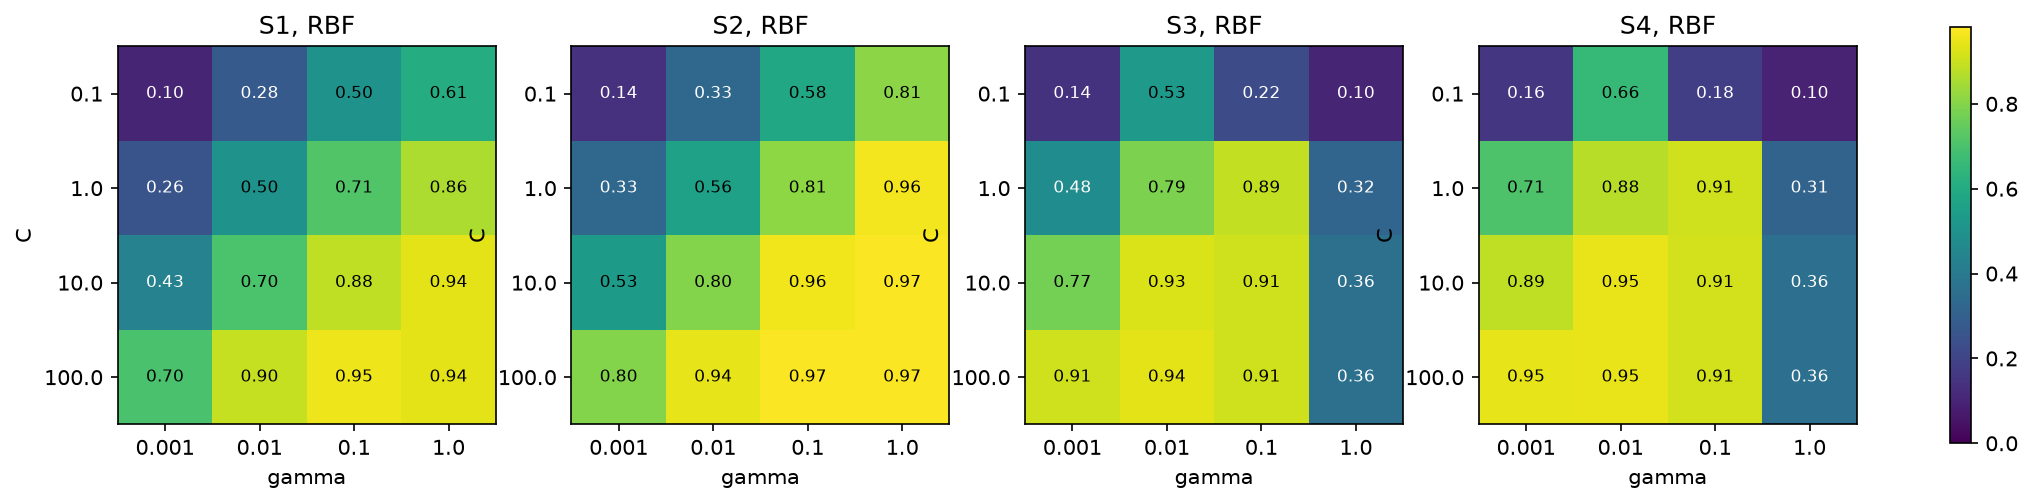 S1, RBF
S2, RBF
S3, RBF
S4, RBF
0.1 0.10 0.28 0.50 0.61
1.0 0.26 0.50 0.71 0.86
10.0 0.43 0.70 0.88 0.94
100.0 0.70 0.90 0.95 0.94
C
0.001 0.01 0.1 1.0
gamma
0.1 0.14 0.33 0.58 0.81
1.0 0.33 0.56 0.81 0.96
10.0 0.53 0.80 0.96 0.97
100.0 0.80 0.94 0.97 0.97
C
0.001 0.01 0.1 1.0
gamma
0.1 0.14 0.53 0.22 0.10
1.0 0.48 0.79 0.89 0.32
10.0 0.77 0.93 0.91 0.36
100.0 0.91 0.94 0.91 0.36
C
0.001 0.01 0.1 1.0
gamma
0.1 0.16 0.66 0.18 0.10
1.0 0.71 0.88 0.91 0.31
10.0 0.89 0.95 0.91 0.36
100.0 0.95 0.95 0.91 0.36
C
0.001 0.01 0.1 1.0
gamma
0.8
0.6
0.4
0.2
0.0